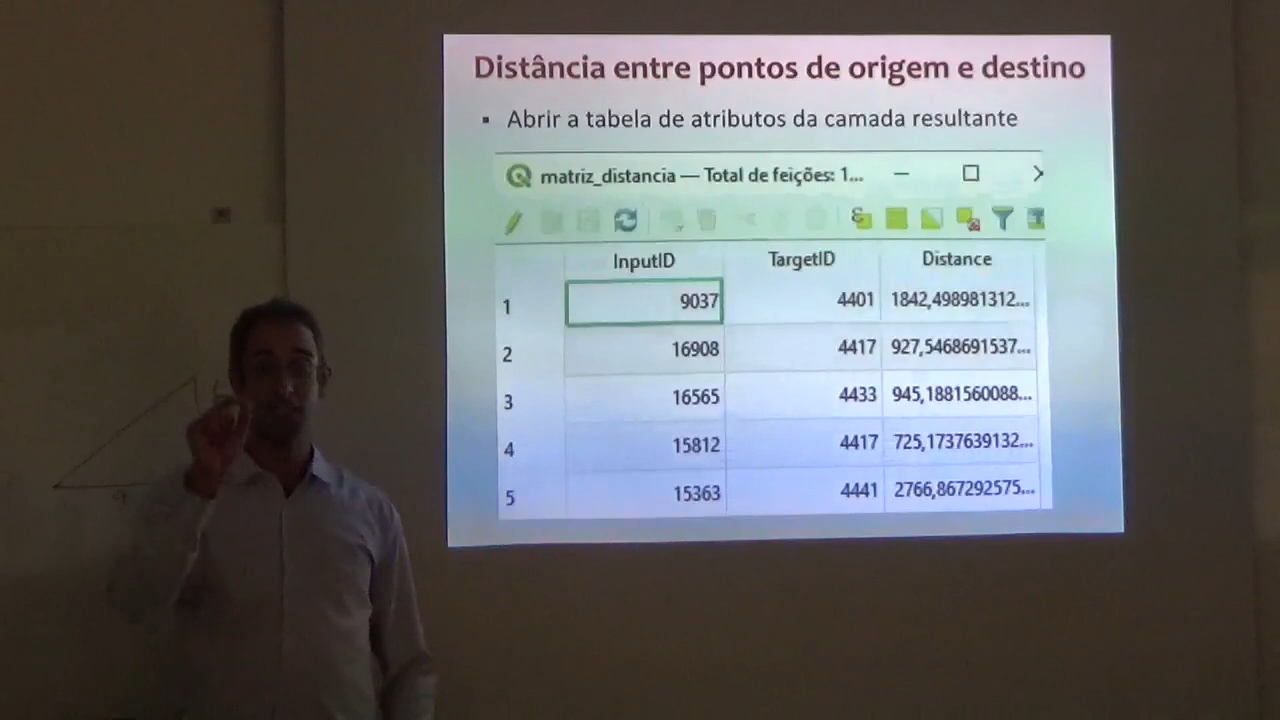 Distância entre pontos de origem e destino
▪ Abrir a tabela de atributos da camada resultante
matriz_distancia — Total de feições: 1...
InputID TargetID Distance
1 9037 4401 1842,498981312...
2 16908 4417 927,5468691537...
3 16565 4433 945,1881560088...
4 15812 4417 725,1737639132...
5 15363 4441 2766,867292575...